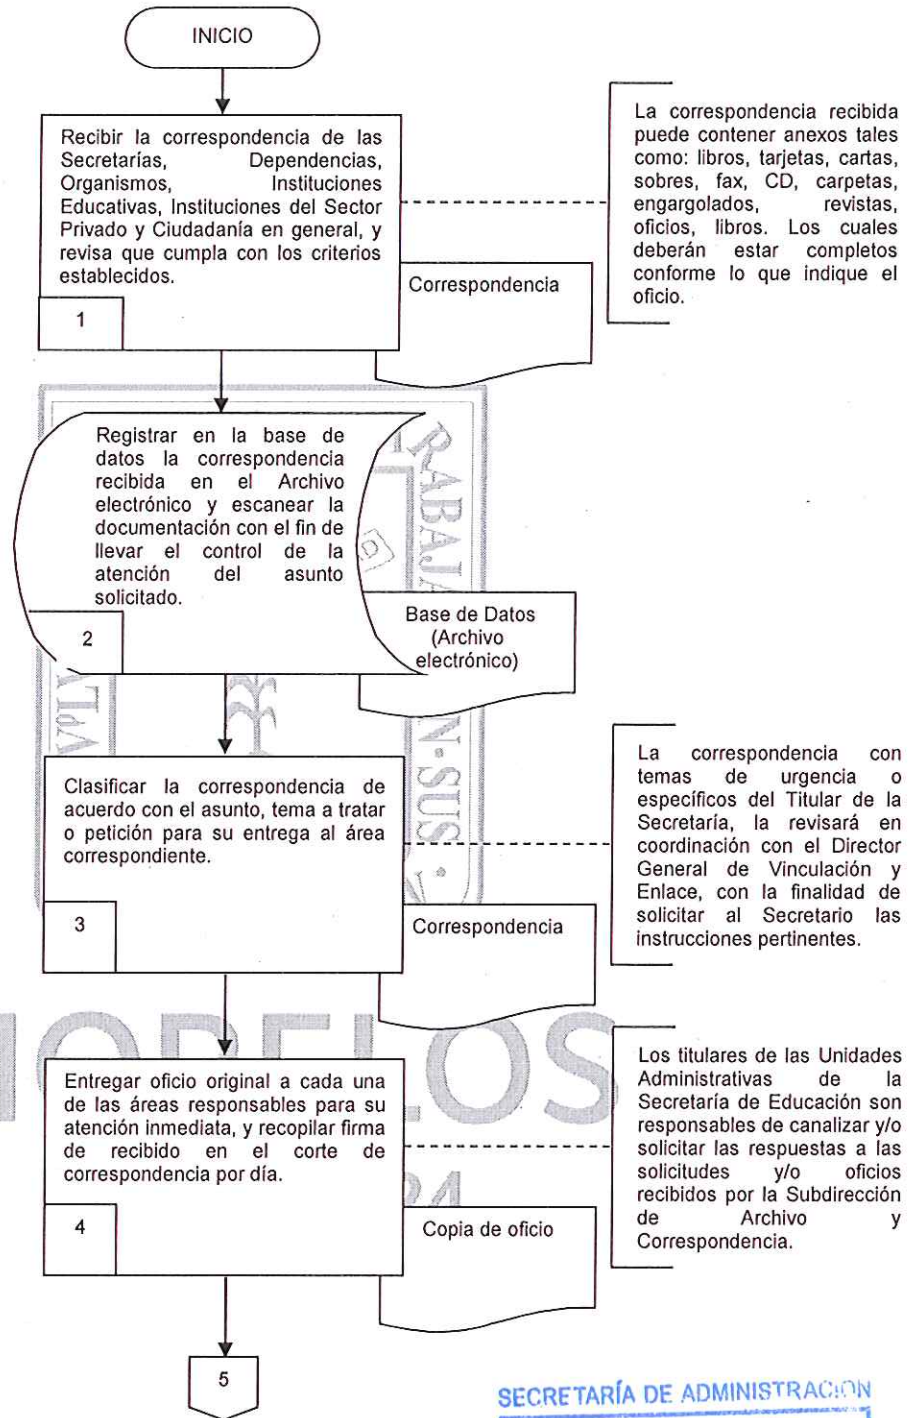 INICIO
Recibir la correspondencia de las
Secretarías, Dependencias,
Organismos, Instituciones
Educativas, Instituciones del Sector
Privado y Ciudadanía en general, y
revisa que cumpla con los criterios
establecidos.
1
Correspondencia
La correspondencia recibida
puede contener anexos tales
como: libros, tarjetas, cartas,
sobres, fax, CD, carpetas,
engargolados, revistas,
oficios, libros. Los cuales
deberán estar completos
conforme lo que indique el
oficio.
Registrar en la base de
datos la correspondencia
recibida en el Archivo
electrónico y escanear la
documentación con el fin de
llevar el control de la
atención del asunto
solicitado.
2
Base de Datos
(Archivo
electrónico)
Clasificar la correspondencia de
acuerdo con el asunto, tema a tratar
o petición para su entrega al área
correspondiente.
3
Correspondencia
La correspondencia con
temas de urgencia o
específicos del Titular de la
Secretaría, la revisará en
coordinación con el Director
General de Vinculación y
Enlace, con la finalidad de
solicitar al Secretario las
instrucciones pertinentes.
Entregar oficio original a cada una
de las áreas responsables para su
atención inmediata, y recopilar firma
de recibido en el corte de
correspondencia por día.
4
Copia de oficio
Los titulares de las Unidades
Administrativas de la
Secretaría de Educación son
responsables de canalizar y/o
solicitar las respuestas a las
solicitudes y/o oficios
recibidos por la Subdirección
de Archivo y
Correspondencia.
5
SECRETARÍA DE ADMINISTRACIÓN